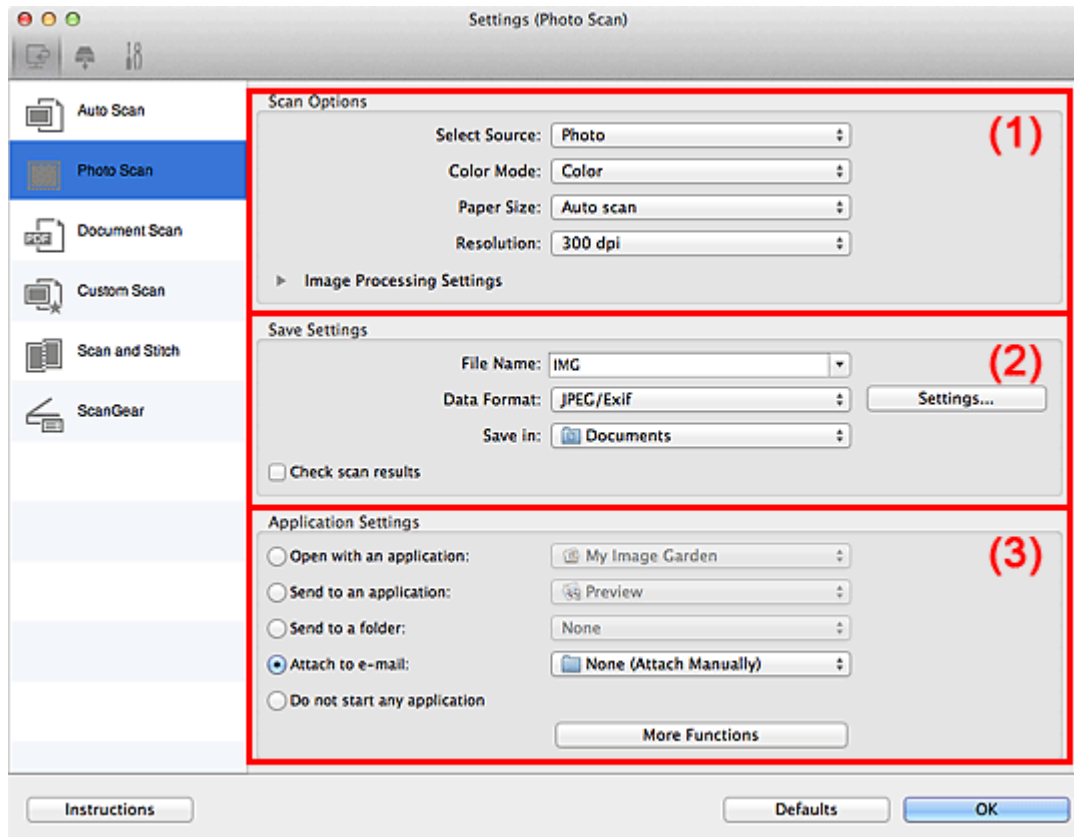 Settings (Photo Scan)
Auto Scan
Photo Scan
PDF
Document Scan
Custom Scan
Scan and Stitch
ScanGear
Scan Options
(1)
Select Source: Photo
Color Mode: Color
Paper Size: Auto scan
Resolution: 300 dpi
Image Processing Settings
Save Settings
(2)
File Name: IMG
Data Format: JPEG/Exif Settings...
Save in: Documents
Check scan results
Application Settings
(3)
Open with an application: My Image Garden
Send to an application: Preview
Send to a folder: None
Attach to e-mail: None (Attach Manually)
Do not start any application
More Functions
Instructions Defaults OK